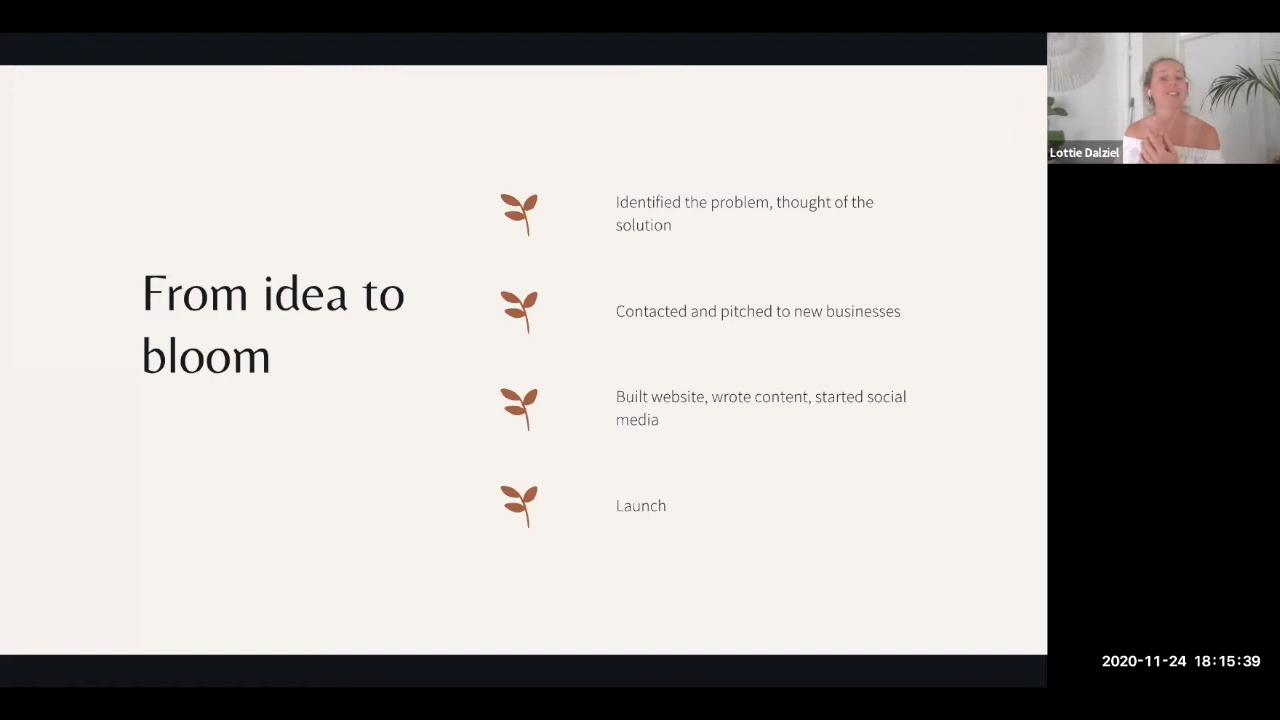 From idea to
bloom
Identified the problem, thought of the
solution
Contacted and pitched to new businesses
Built website, wrote content, started social
media
Launch
Lottie Dalziel
2020-11-24 18:15:39